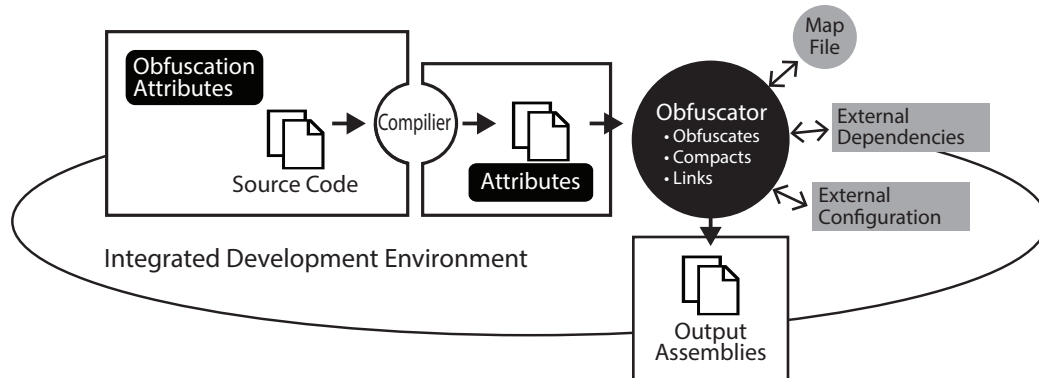 Obfuscation
Attributes
Source Code
Compilier
Attributes
Obfuscator
• Obfuscates
• Compacts
• Links
Map
File
External
Dependencies
External
Configuration
Integrated Development Environment
Output
Assemblies